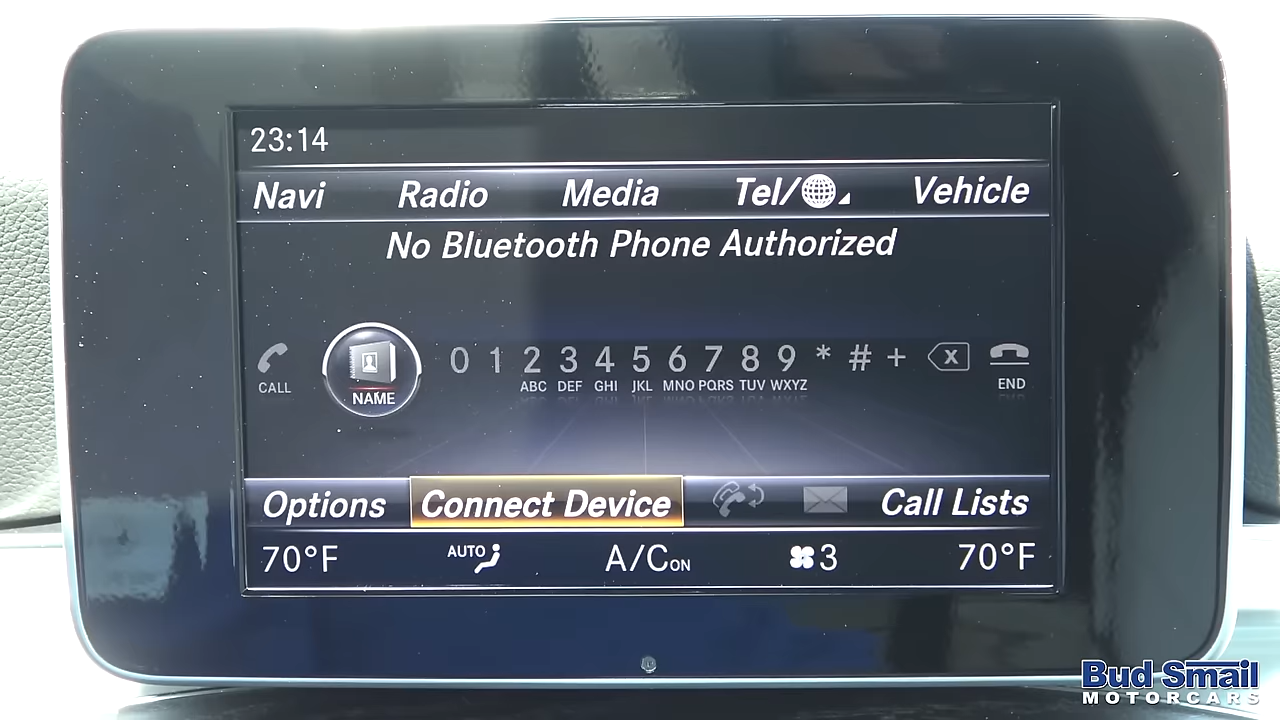 23:14
Navi Radio Media Tel/ Vehicle
No Bluetooth Phone Authorized
0 1 2 3 4 5 6 7 8 9 * # + X
CALL NAME ABC DEF GHI JKL MNO PQRS TUV WXYZ END
Options Connect Device Call Lists
70°F AUTO A/C ON 3 70°F
Bud Smail
MOTORCARS